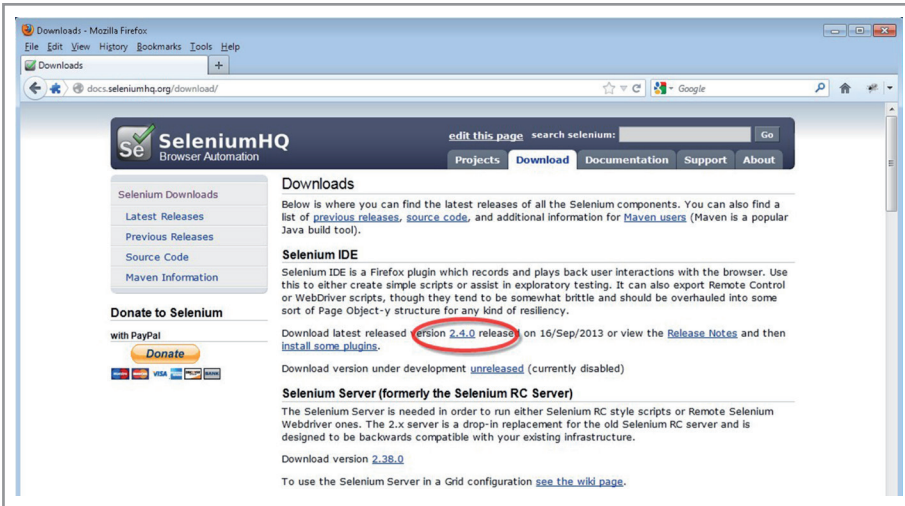 Downloads - Mozilla Firefox
File Edit View History Bookmarks Tools Help
Downloads
docs.seleniumhq.org/download/
Google
Se
SeleniumHQ
Browser Automation
edit this page search selenium: Go
Projects Download Documentation Support About
Selenium Downloads
Latest Releases
Previous Releases
Source Code
Maven Information
Donate to Selenium
with PayPal
Donate
VISA
Downloads
Below is where you can find the latest releases of all the Selenium components. You can also find a
list of previous releases, source code, and additional information for Maven users (Maven is a popular
Java build tool).
Selenium IDE
Selenium IDE is a Firefox plugin which records and plays back user interactions with the browser. Use
this to either create simple scripts or assist in exploratory testing. It can also export Remote Control
or WebDriver scripts, though they tend to be somewhat brittle and should be overhauled into some
sort of Page Object-y structure for any kind of resiliency.
Download latest released version 2.4.0 released on 16/Sep/2013 or view the Release Notes and then
install some plugins.
Download version under development unreleased (currently disabled)
Selenium Server (formerly the Selenium RC Server)
The Selenium Server is needed in order to run either Selenium RC style scripts or Remote Selenium
Webdriver ones. The 2.x server is a drop-in replacement for the old Selenium RC server and is
designed to be backwards compatible with your existing infrastructure.
Download version 2.38.0
To use the Selenium Server in a Grid configuration see the wiki page.